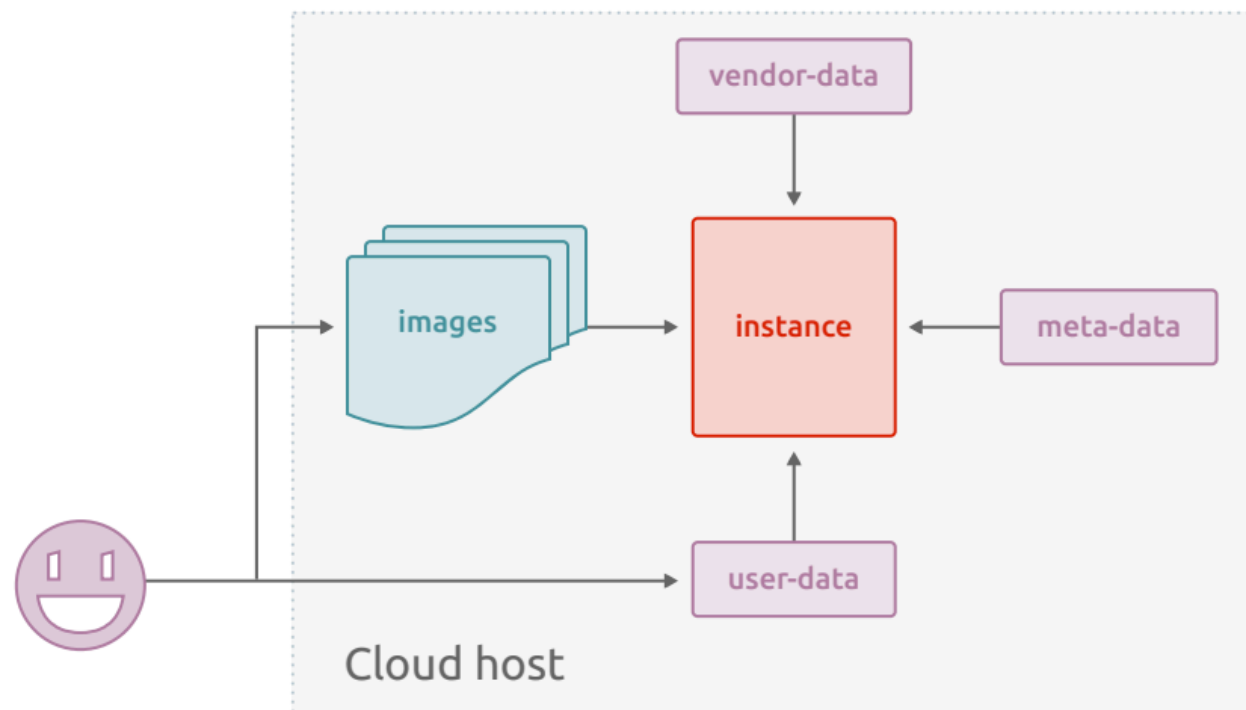 vendor-data
images
instance
meta-data
user-data
Cloud host